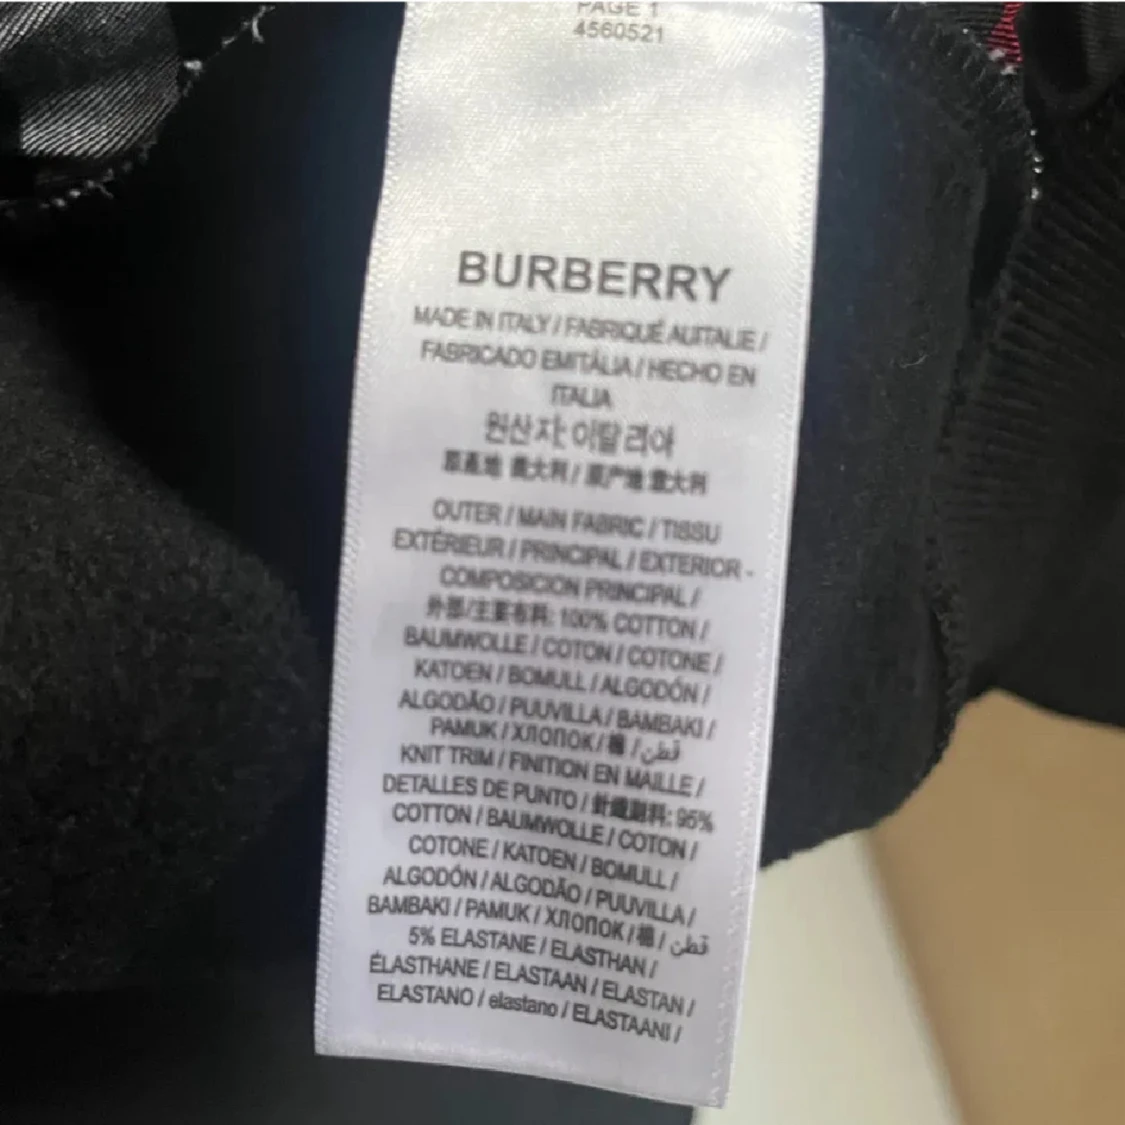 PAGE 1
4560521
BURBERRY
MADE IN ITALY / FABRIQUÉ AUITALIE /
FABRICADO EMITÁLIA / HECHO EN
ITALIA
원산지: 이탈리아
原產地 義大利 / 原产地:意大利
OUTER / MAIN FABRIC / TISSU
EXTÉRIEUR / PRINCIPAL / EXTERIOR -
COMPOSICION PRINCIPAL /
外部/主要布料: 100% COTTON /
BAUMWOLLE / COTON / COTONE /
KATOEN / BOMULL / ALGODÓN /
ALGODÃO / PUUVILLA / BAMBAKI /
PAMUK / ХЛОПОК / 棉 / قطن
KNIT TRIM / FINITION EN MAILLE /
DETALLES DE PUNTO / 針織副料: 95%
COTTON / BAUMWOLLE / COTON /
COTONE / KATOEN / BOMULL /
ALGODÓN / ALGODÃO / PUUVILLA /
BAMBAKI / PAMUK / ХЛОПОК / 棉 / قطن
5% ELASTANE / ELASTHAN /
ÉLASTHANE / ELASTAAN / ELASTAN /
ELASTANO / elastano / ELASTAANI /